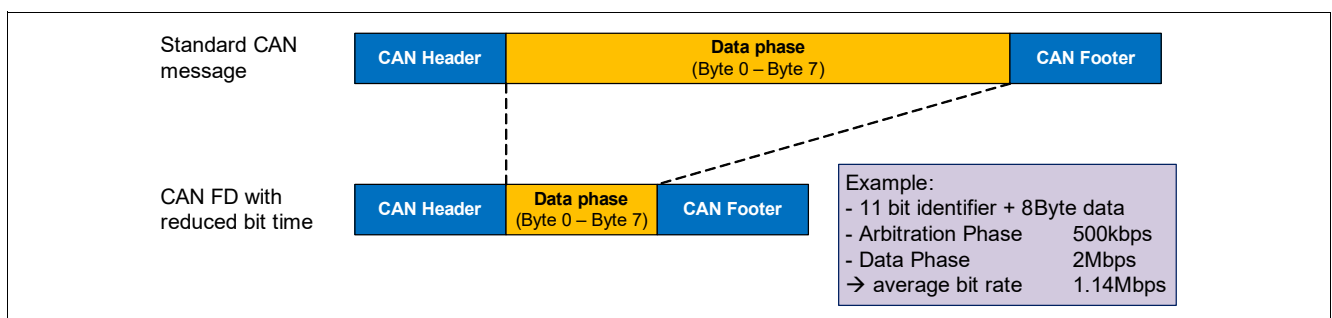 Standard CAN
message
CAN Header
Data phase
(Byte 0 – Byte 7)
CAN Footer
CAN FD with
reduced bit time
CAN Header
Data phase
(Byte 0 – Byte 7)
CAN Footer
Example:
- 11 bit identifier + 8Byte data
- Arbitration Phase 500kbps
- Data Phase 2Mbps
→ average bit rate 1.14Mbps